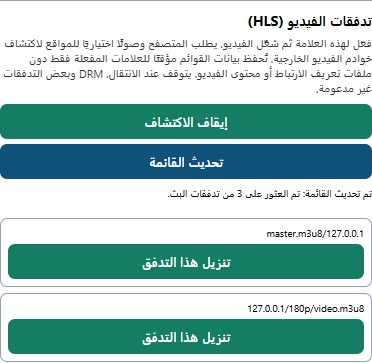 تدفقات الفيديو (HLS)
فعّل لهذه العلامة ثم شغّل الفيديو. يطلب المتصفح وصولًا اختياريًا للمواقع لاكتشاف
خوادم الفيديو الخارجية. تُحفظ بيانات القوائم مؤقتًا للعلامات المفعلة فقط دون
ملفات تعريف الارتباط أو محتوى الفيديو. يتوقف عند الانتقال. DRM وبعض التدفقات
غير مدعومة.
إيقاف الاكتشاف
تحديث القائمة
تم تحديث القائمة: تم العثور على 3 من تدفقات البث.
master.m3u8/127.0.0.1
تنزيل هذا التدفق
127.0.0.1/180p/video.m3u8
تنزيل هذا التدفق